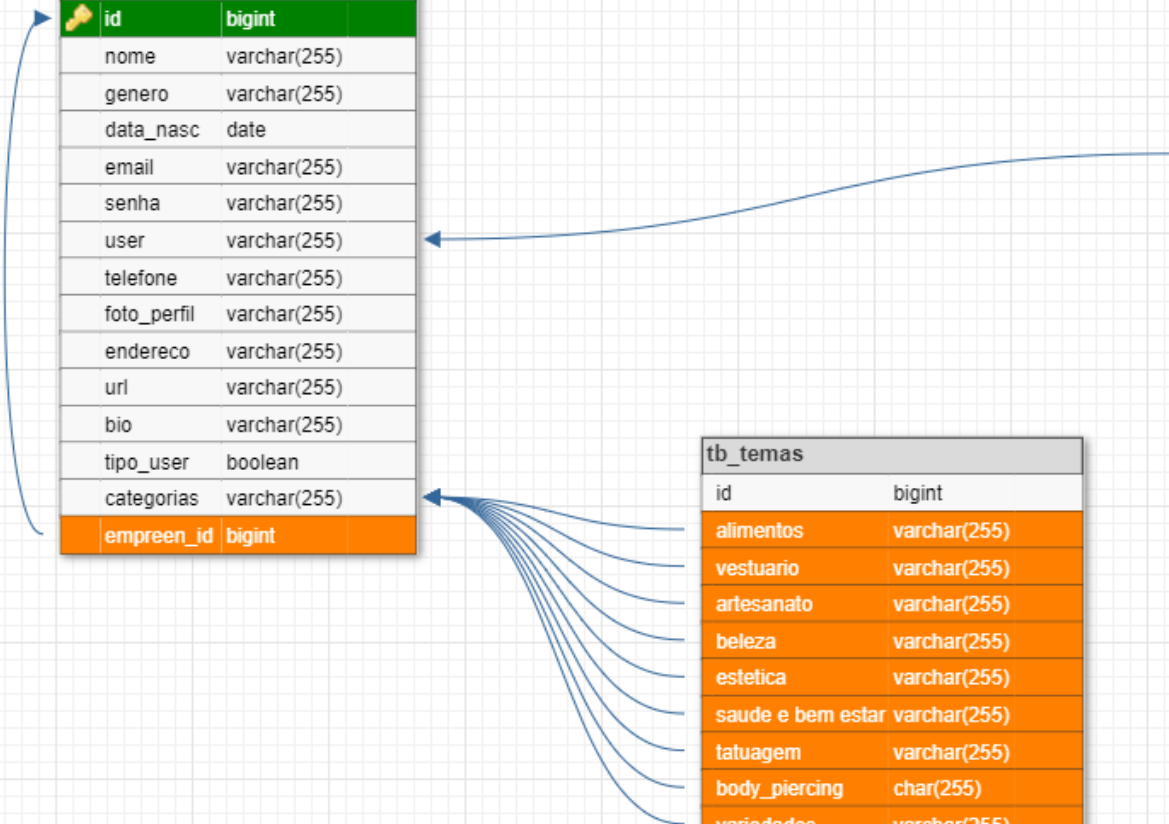 id bigint
nome varchar(255)
genero varchar(255)
data_nasc date
email varchar(255)
senha varchar(255)
user varchar(255)
telefone varchar(255)
foto_perfil varchar(255)
endereco varchar(255)
url varchar(255)
bio varchar(255)
tipo_user boolean
categorias varchar(255)
empreen_id bigint
tb_temas
id bigint
alimentos varchar(255)
vestuario varchar(255)
artesanato varchar(255)
beleza varchar(255)
estetica varchar(255)
saude e bem estar varchar(255)
tatuagem varchar(255)
body_piercing char(255)
variedades varchar(255)